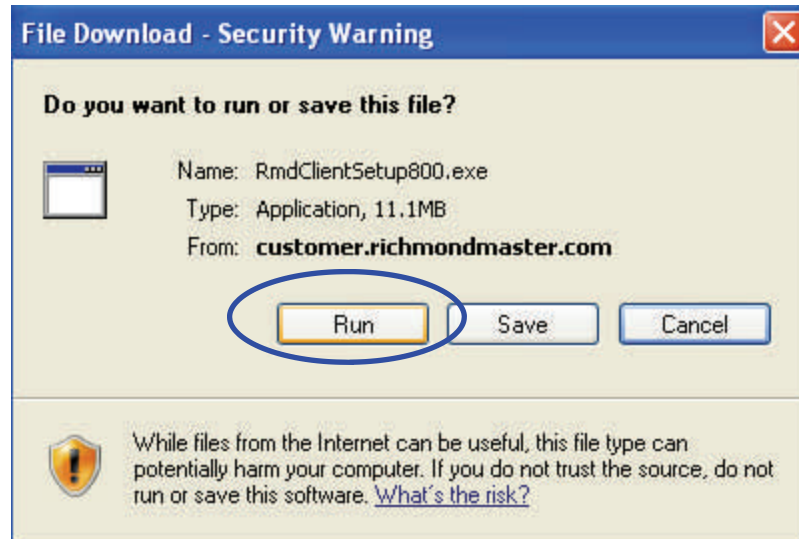 File Download - Security Warning
Do you want to run or save this file?
Name: RmdClientSetup800.exe
Type: Application, 11.1MB
From: customer.richmondmaster.com
Run Save Cancel
While files from the Internet can be useful, this file type can
potentially harm your computer. If you do not trust the source, do not
run or save this software. What's the risk?